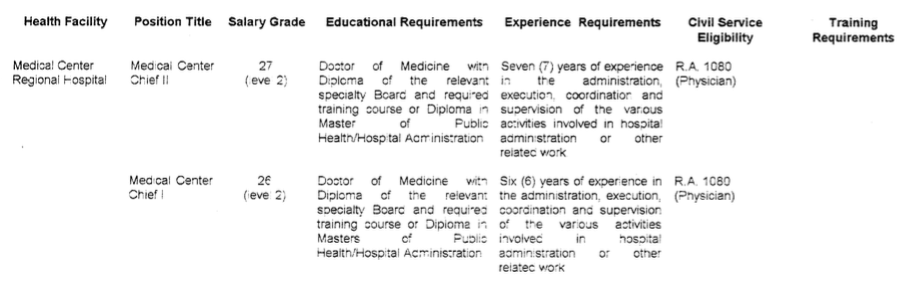 Health Facility Position Title Salary Grade Educational Requirements Experience Requirements Civil Service Eligibility Training Requirements
Medical Center Medical Center 27 Doctor of Medicine with Seven (7) years of experience R.A. 1080
Regional Hospital Chief II (level 2) Diploma of the relevant in the administration, (Physician)
specialty Board and required execution, coordination and
training course or Diploma in supervision of the various
Master of Public activities involved in hospital
Health/Hospital Administration administration or other
related work
Medical Center 26 Doctor of Medicine with Six (6) years of experience in R.A. 1080
Chief I (level 2) Diploma of the relevant the administration, execution, (Physician)
specialty Board and required coordination and supervision
training course or Diploma in of the various activities
Masters of Public involved in hospital
Health/Hospital Administration administration or other
related work